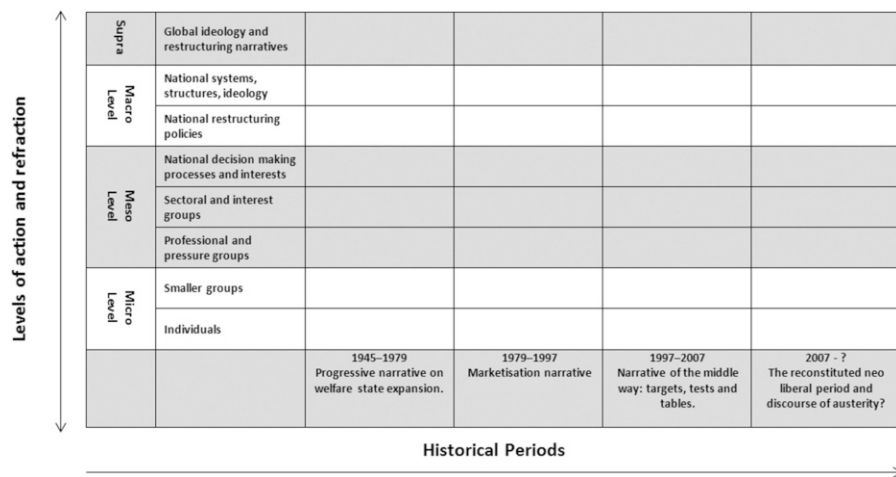 Levels of action and refraction
Supra
Global ideology and
restructuring narratives
Macro
Level
National systems,
structures, ideology
National restructuring
policies
Meso
Level
National decision making
processes and interests
Sectoral and interest
groups
Professional and
pressure groups
Micro
Level
Smaller groups
Individuals
1945–1979
Progressive narrative on
welfare state expansion.
1979–1997
Marketisation narrative
1997–2007
Narrative of the middle
way: targets, tests and
tables.
2007 - ?
The reconstituted neo
liberal period and
discourse of austerity?
Historical Periods